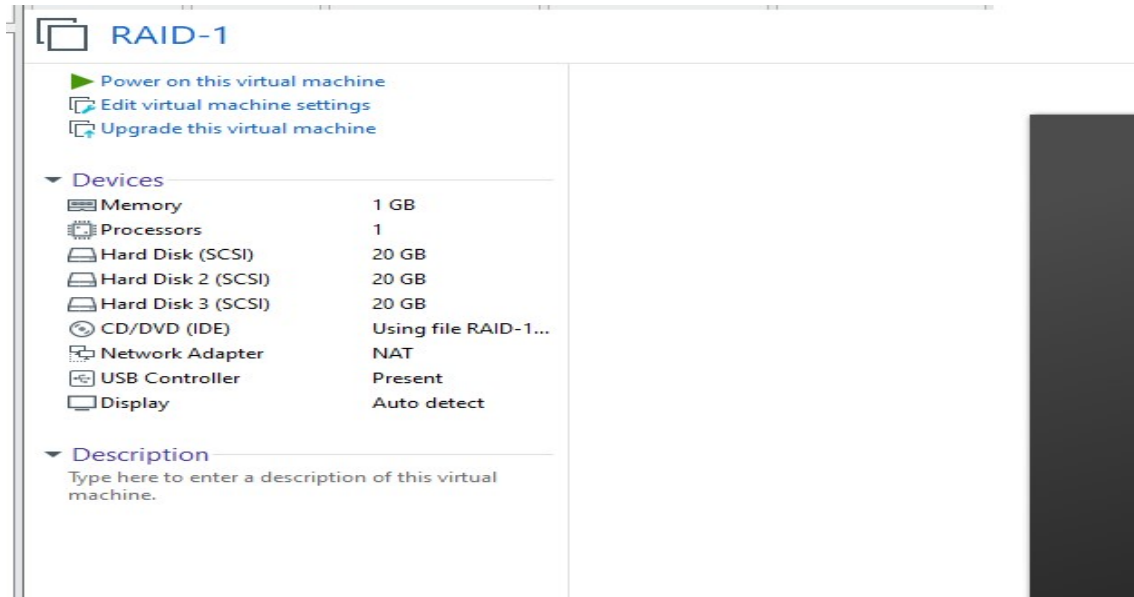 RAID-1
Power on this virtual machine
Edit virtual machine settings
Upgrade this virtual machine
Devices
Memory 1 GB
Processors 1
Hard Disk (SCSI) 20 GB
Hard Disk 2 (SCSI) 20 GB
Hard Disk 3 (SCSI) 20 GB
CD/DVD (IDE) Using file RAID-1...
Network Adapter NAT
USB Controller Present
Display Auto detect
Description
Type here to enter a description of this virtual
machine.